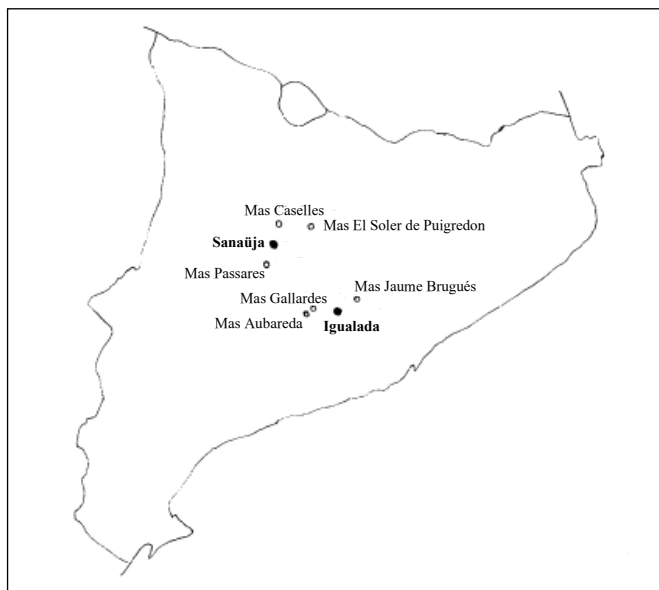 Mas Caselles
Mas El Soler de Puigredon
Sanaüja
Mas Passares
Mas Jaume Brugués
Mas Gallardes
Mas Aubareda
Igualada